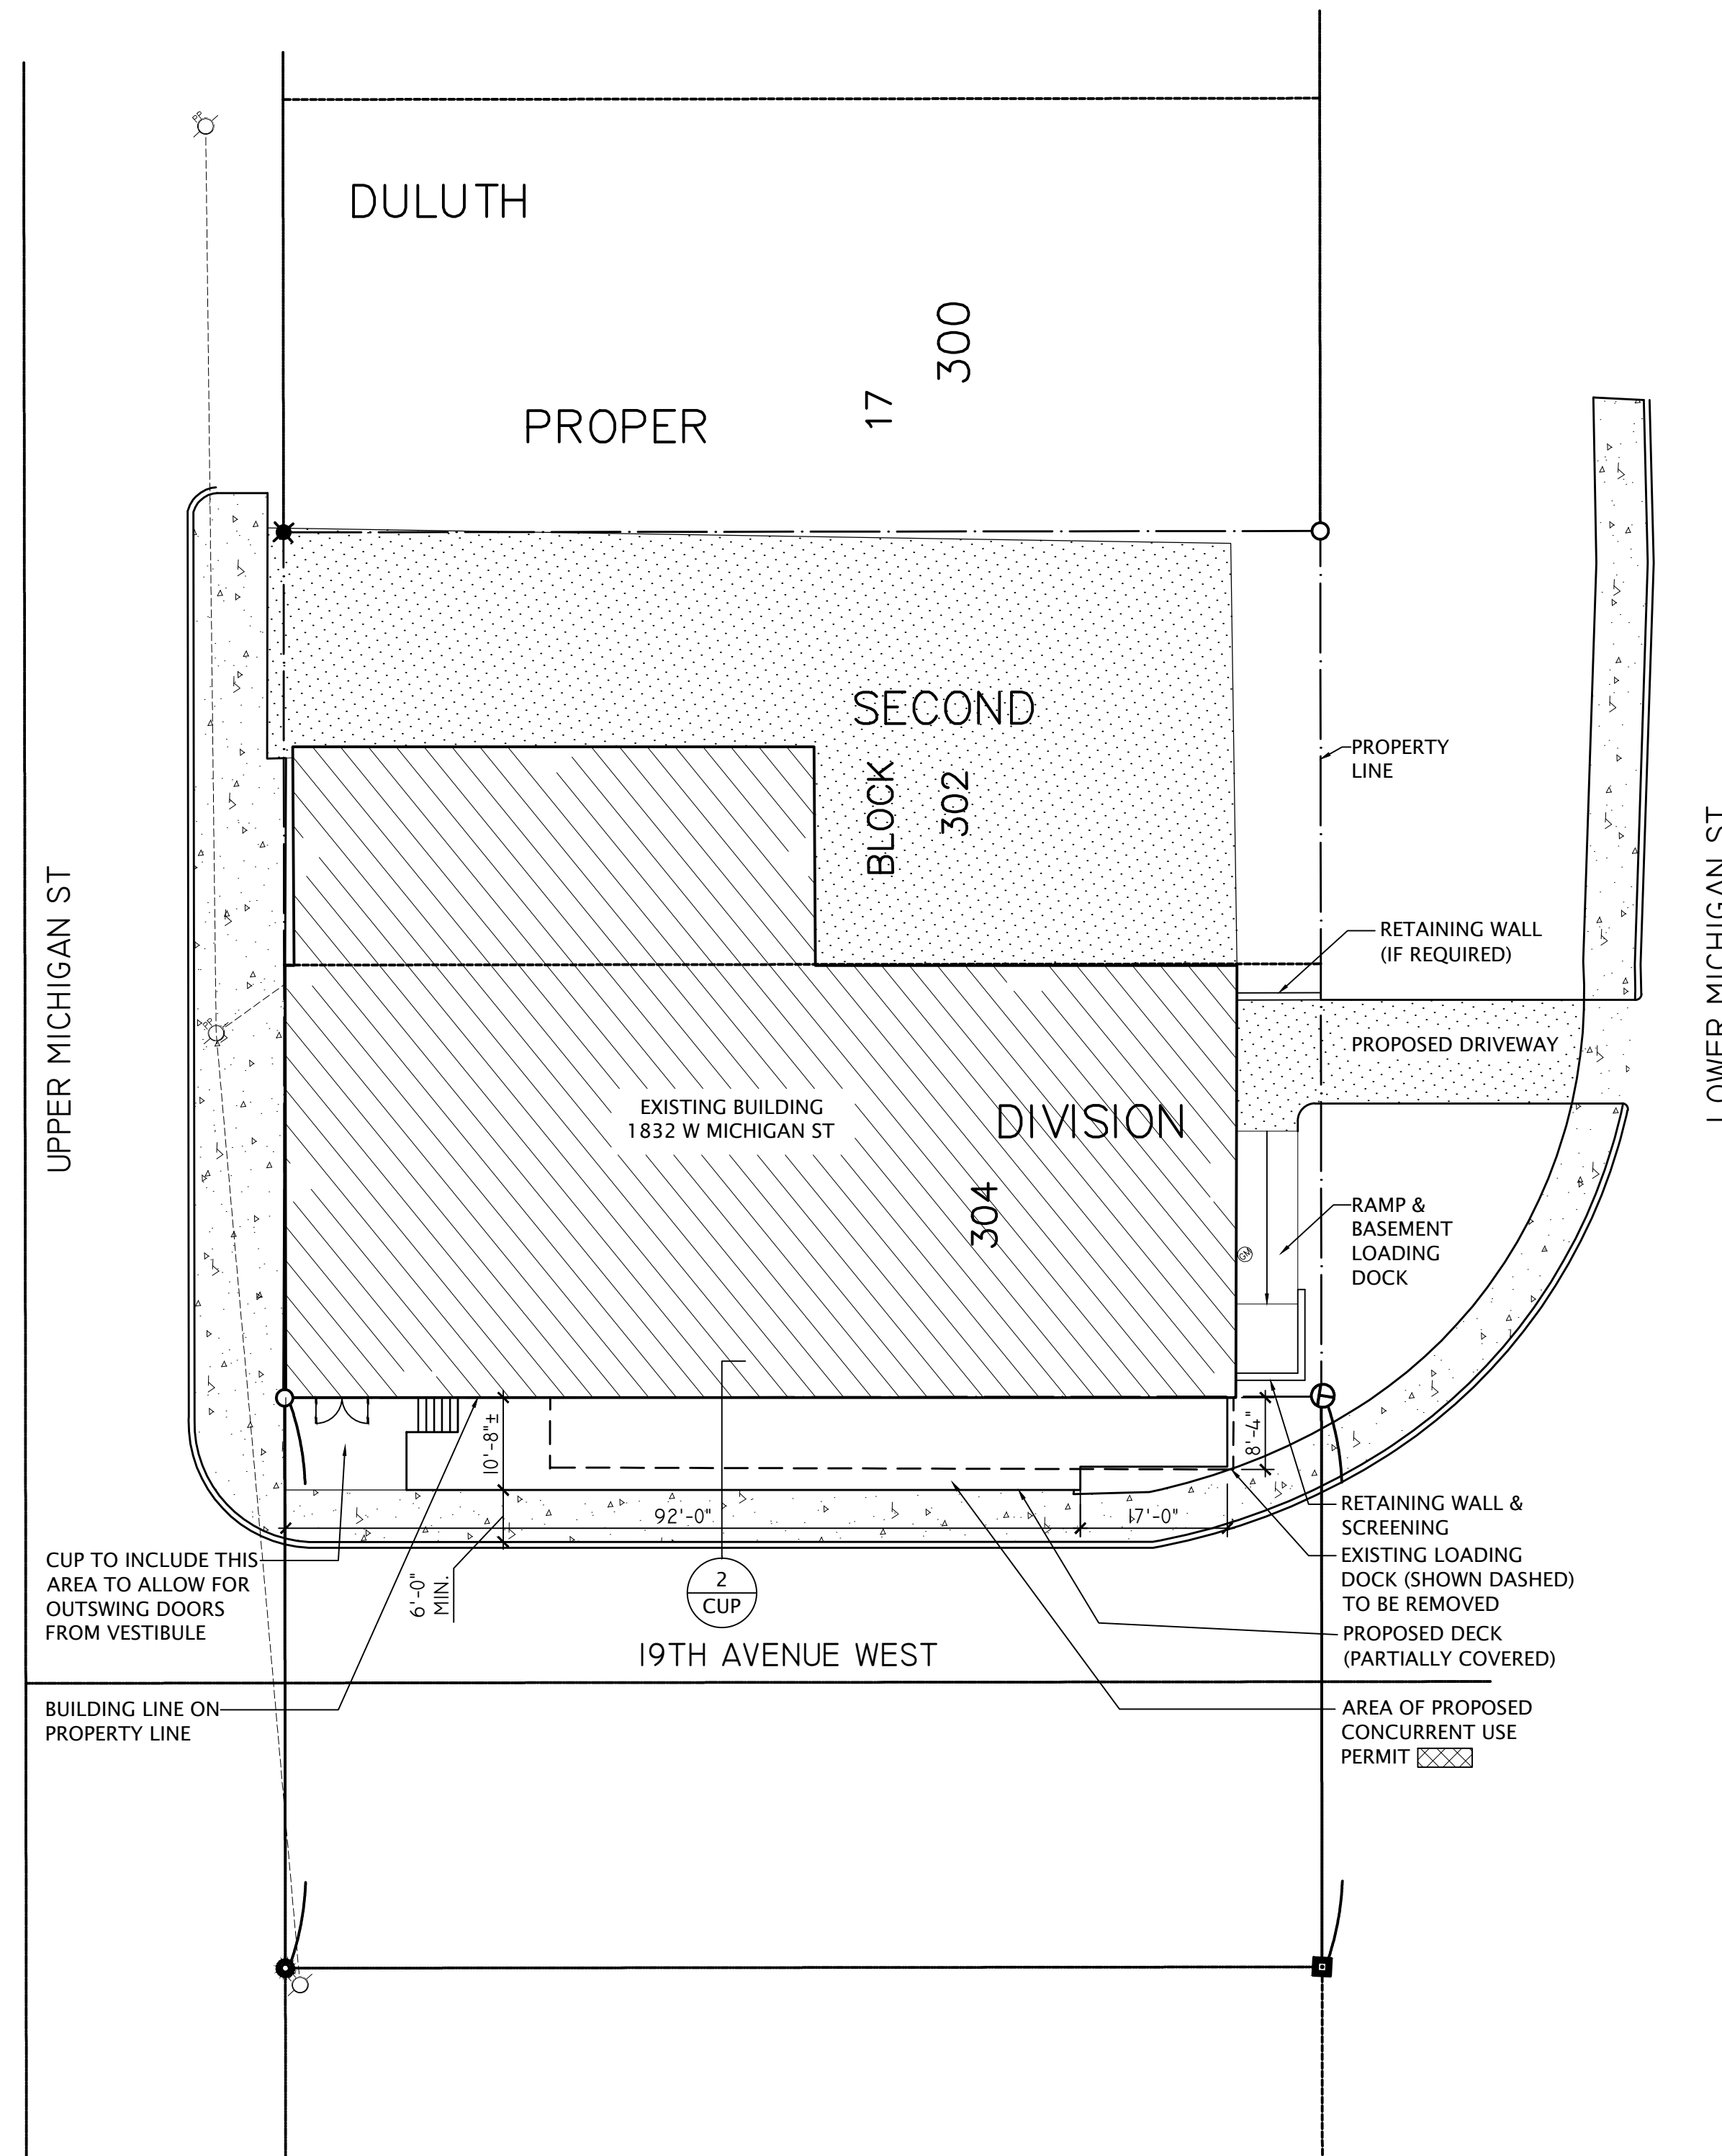 DULUTH
300
17
PROPER
SECOND
PROPERTY
LINE
BLOCK
302
UPPER MICHIGAN ST
LOWER MICHIGAN ST
RETAINING WALL
(IF REQUIRED)
PROPOSED DRIVEWAY
EXISTING BUILDING
1832 W MICHIGAN ST
DIVISION
304
RAMP &
BASEMENT
LOADING
DOCK
GM
PP
PP
10'-8"±
8'-4"
92'-0"
17'-0"
6'-0"
MIN.
RETAINING WALL &
SCREENING
EXISTING LOADING
DOCK (SHOWN DASHED)
TO BE REMOVED
CUP TO INCLUDE THIS
AREA TO ALLOW FOR
OUTSWING DOORS
FROM VESTIBULE
2
CUP
PROPOSED DECK
(PARTIALLY COVERED)
19TH AVENUE WEST
BUILDING LINE ON
PROPERTY LINE
AREA OF PROPOSED
CONCURRENT USE
PERMIT